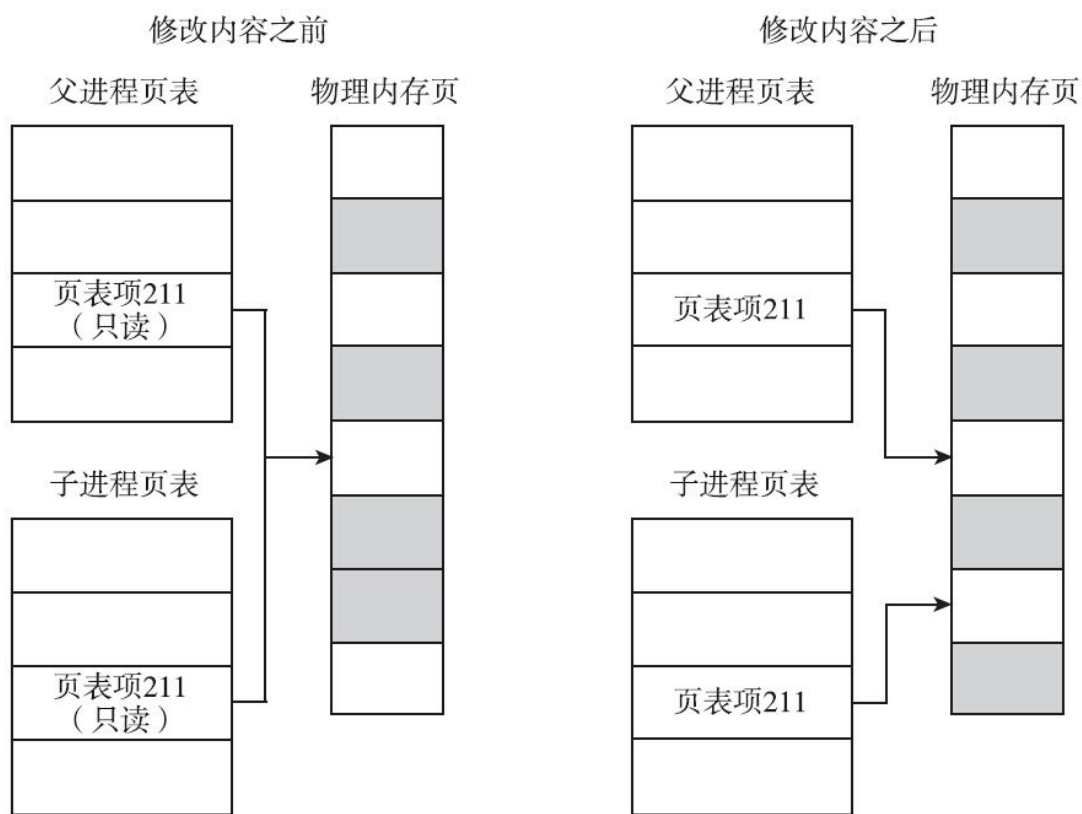 修改内容之前
修改内容之后
父进程页表
物理内存页
父进程页表
物理内存页
页表项211
（只读）
页表项211
子进程页表
子进程页表
页表项211
（只读）
页表项211